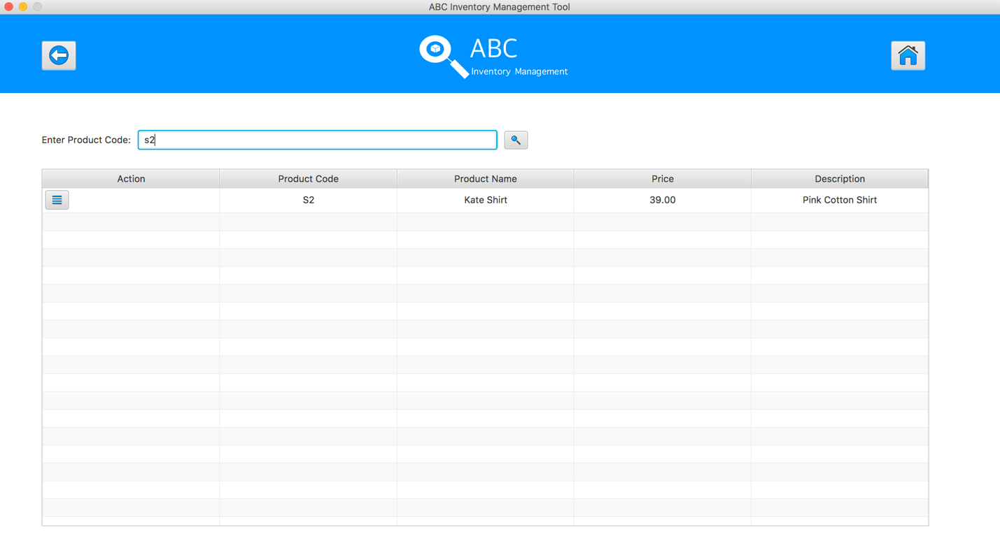 ABC Inventory Management Tool
ABC
Inventory Management
Enter Product Code: s2
Action Product Code Product Name Price Description
S2 Kate Shirt 39.00 Pink Cotton Shirt